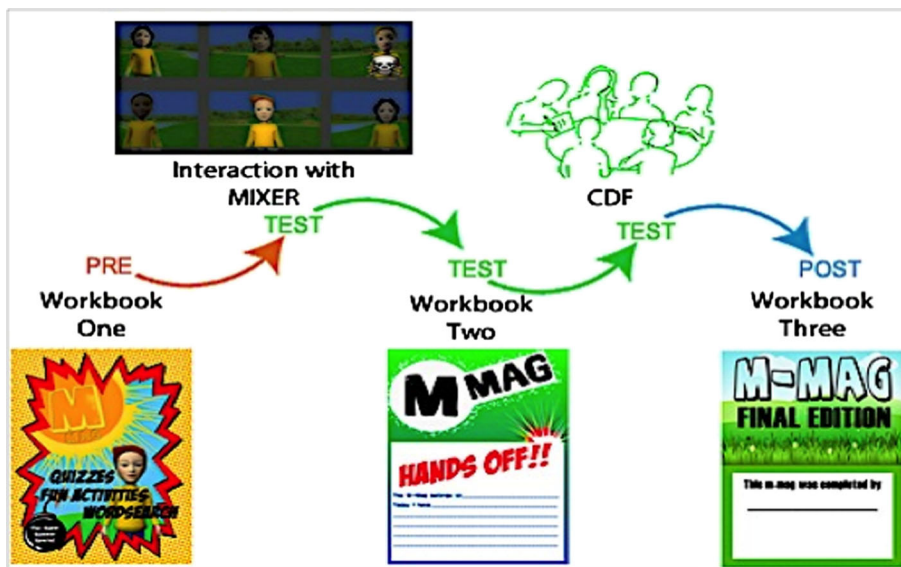 Interaction with
MIXER
CDF
TEST
TEST
PRE
TEST
POST
Workbook
One
Workbook
Two
Workbook
Three
M
QUIZZES
FUN ACTIVITIES
WORDSEARCH
M MAG
HANDS OFF!!
M-MAG
FINAL EDITION
This m-mag was completed by